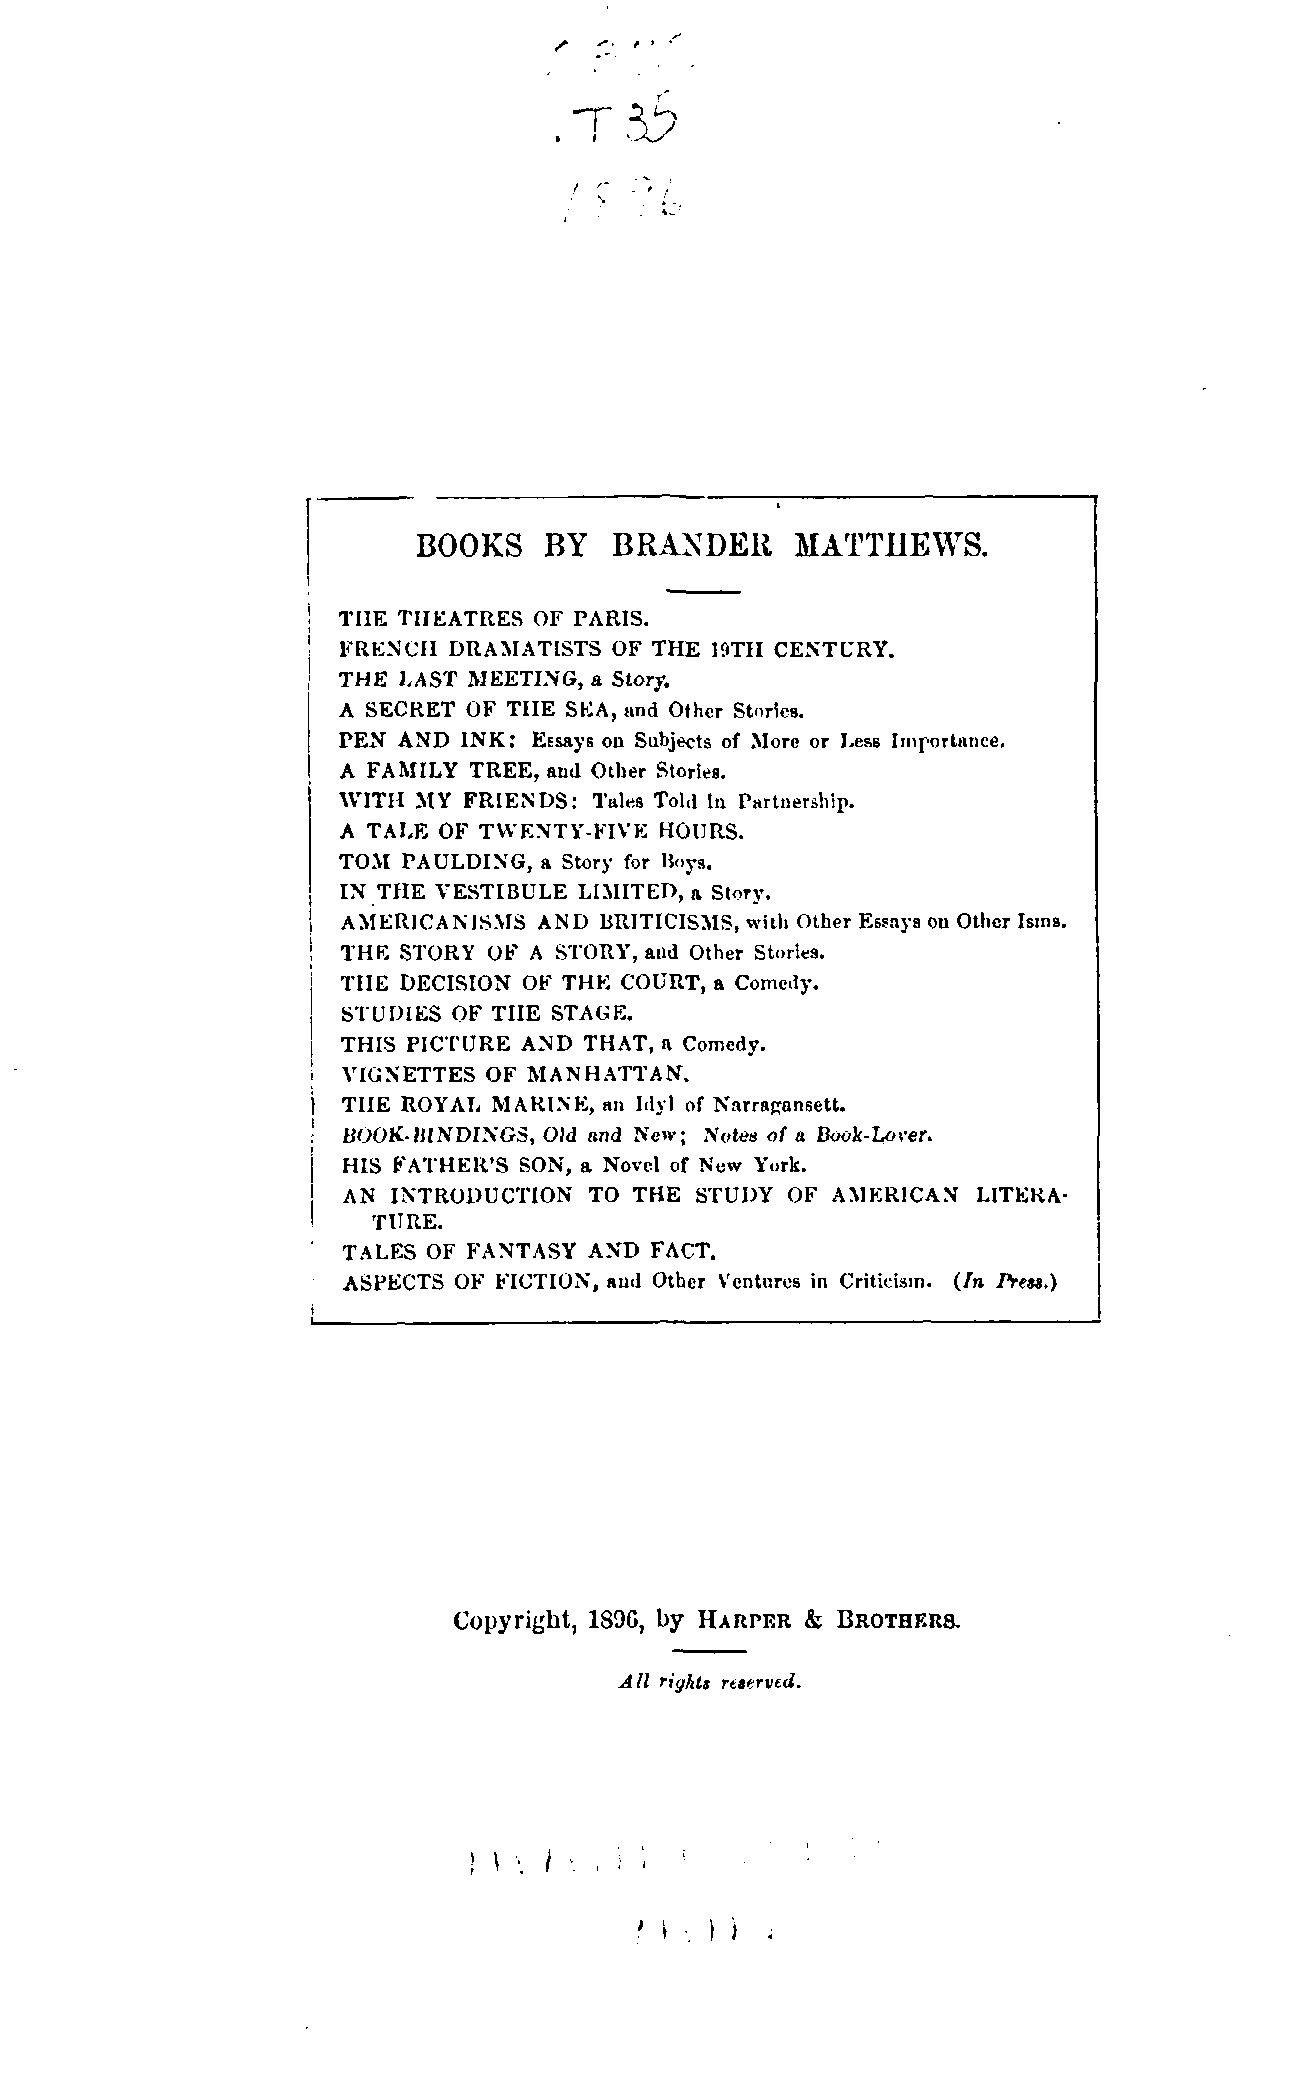 .T35
1896
BOOKS BY BRANDER MATTHEWS.
THE THEATRES OF PARIS.
FRENCH DRAMATISTS OF THE 19TH CENTURY.
THE LAST MEETING, a Story.
A SECRET OF THE SEA, and Other Stories.
PEN AND INK: Essays on Subjects of More or Less Importance.
A FAMILY TREE, and Other Stories.
WITH MY FRIENDS: Tales Told in Partnership.
A TALE OF TWENTY-FIVE HOURS.
TOM PAULDING, a Story for Boys.
IN THE VESTIBULE LIMITED, a Story.
AMERICANISMS AND BRITICISMS, with Other Essays on Other Isms.
THE STORY OF A STORY, and Other Stories.
THE DECISION OF THE COURT, a Comedy.
STUDIES OF THE STAGE.
THIS PICTURE AND THAT, a Comedy.
VIGNETTES OF MANHATTAN.
THE ROYAL MARINE, an Idyl of Narragansett.
BOOK-BINDINGS, Old and New; Notes of a Book-Lover.
HIS FATHER'S SON, a Novel of New York.
AN INTRODUCTION TO THE STUDY OF AMERICAN LITERA-
TURE.
TALES OF FANTASY AND FACT.
ASPECTS OF FICTION, and Other Ventures in Criticism. (In Press.)
Copyright, 1896, by HARPER & BROTHERS.
All rights reserved.